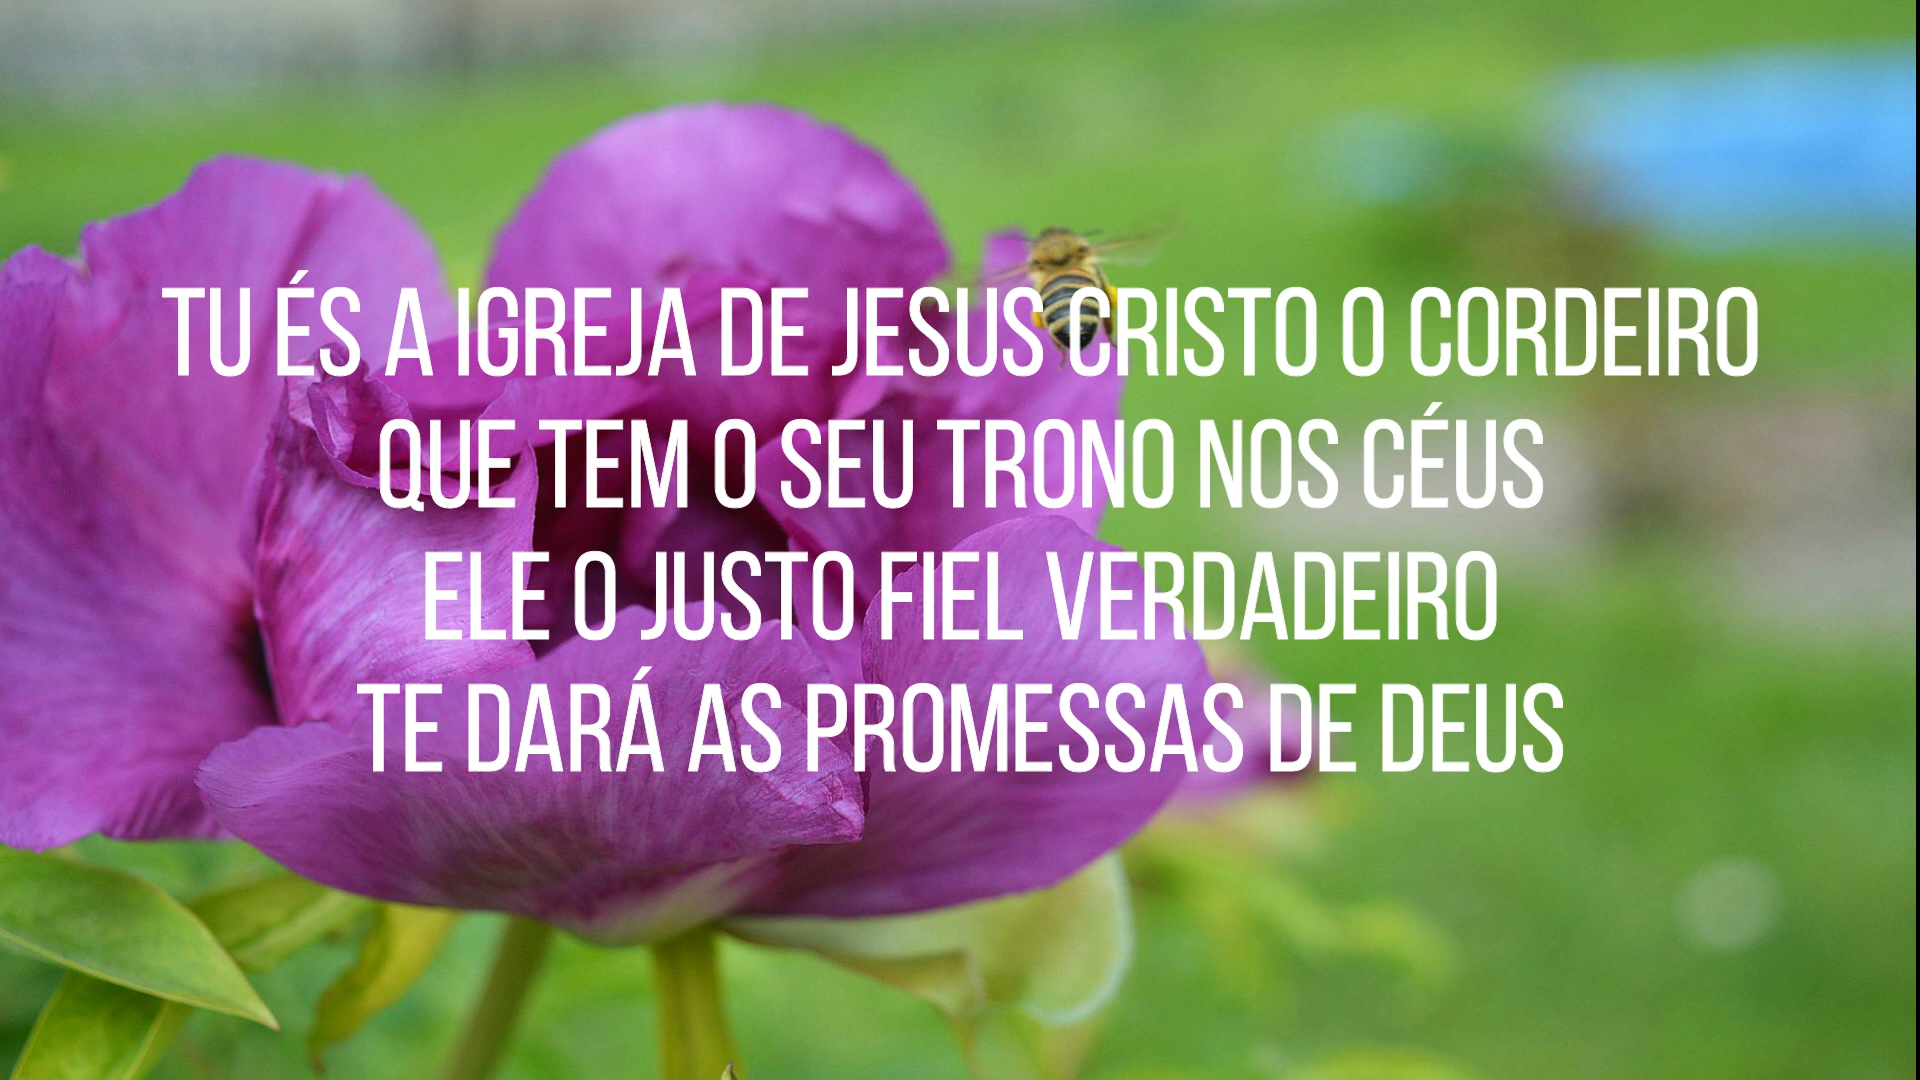 TU ÉS A IGREJA DE JESUS CRISTO O CORDEIRO
QUE TEM O SEU TRONO NOS CÉUS
ELE O JUSTO FIEL VERDADEIRO
TE DARÁ AS PROMESSAS DE DEUS